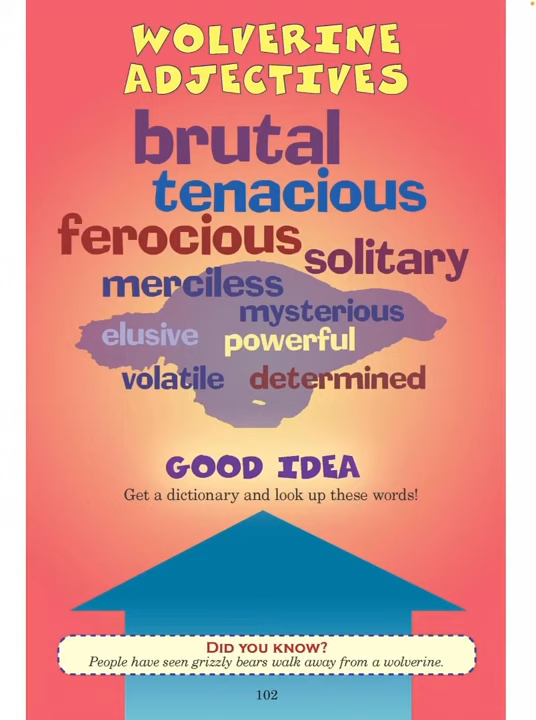 WOLVERINE
ADJECTIVES
brutal
tenacious
ferocious
solitary
merciless
mysterious
elusive
powerful
volatile determined
GOOD IDEA
Get a dictionary and look up these words!
DID YOU KNOW?
People have seen grizzly bears walk away from a wolverine.
102